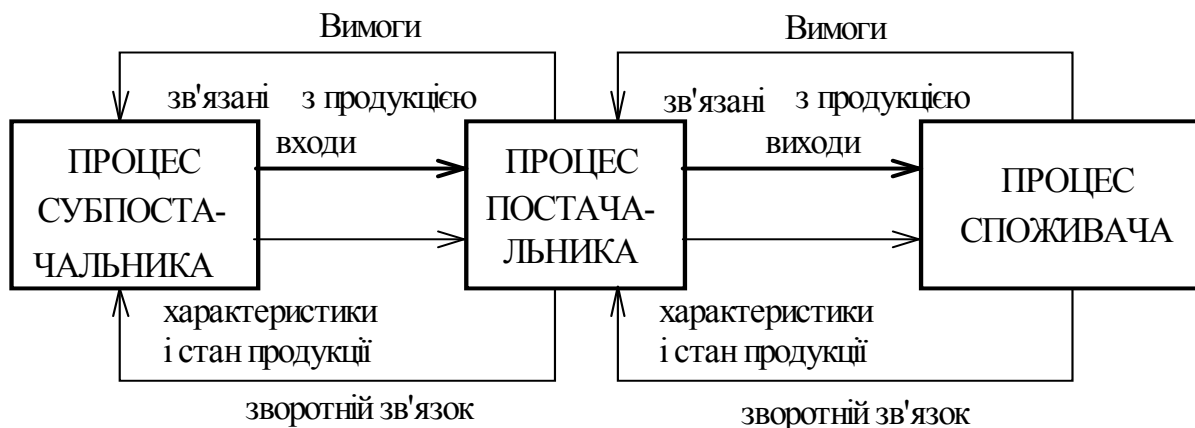 Вимоги
Вимоги
зв'язані з продукцією
зв'язані з продукцією
входи
виходи
ПРОЦЕС
СУБПОСТА-
ЧАЛЬНИКА
ПРОЦЕС
ПОСТАЧА-
ЛЬНИКА
ПРОЦЕС
СПОЖИВАЧА
характеристики
і стан продукції
характеристики
і стан продукції
зворотній зв'язок
зворотній зв'язок